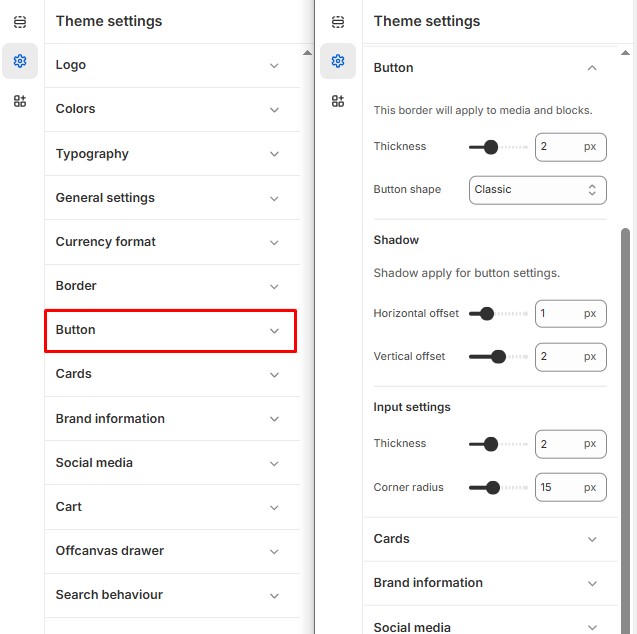 Theme settings
Logo
Colors
Typography
General settings
Currency format
Border
Button
Cards
Brand information
Social media
Cart
Offcanvas drawer
Search behaviour
Theme settings
Button
This border will apply to media and blocks.
Thickness 2 px
Button shape Classic
Shadow
Shadow apply for button settings.
Horizontal offset 1 px
Vertical offset 2 px
Input settings
Thickness 2 px
Corner radius 15 px
Cards
Brand information
Social media